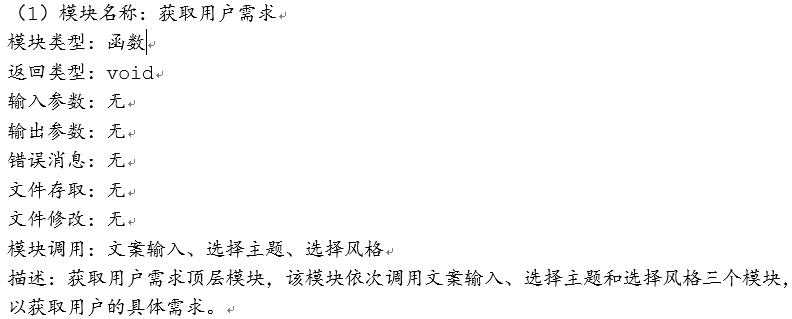 （1）模块名称：获取用户需求
模块类型：函数
返回类型：void
输入参数：无
输出参数：无
错误消息：无
文件存取：无
文件修改：无
模块调用：文案输入、选择主题、选择风格
描述：获取用户需求顶层模块，该模块依次调用文案输入、选择主题和选择风格三个模块，
以获取用户的具体需求。